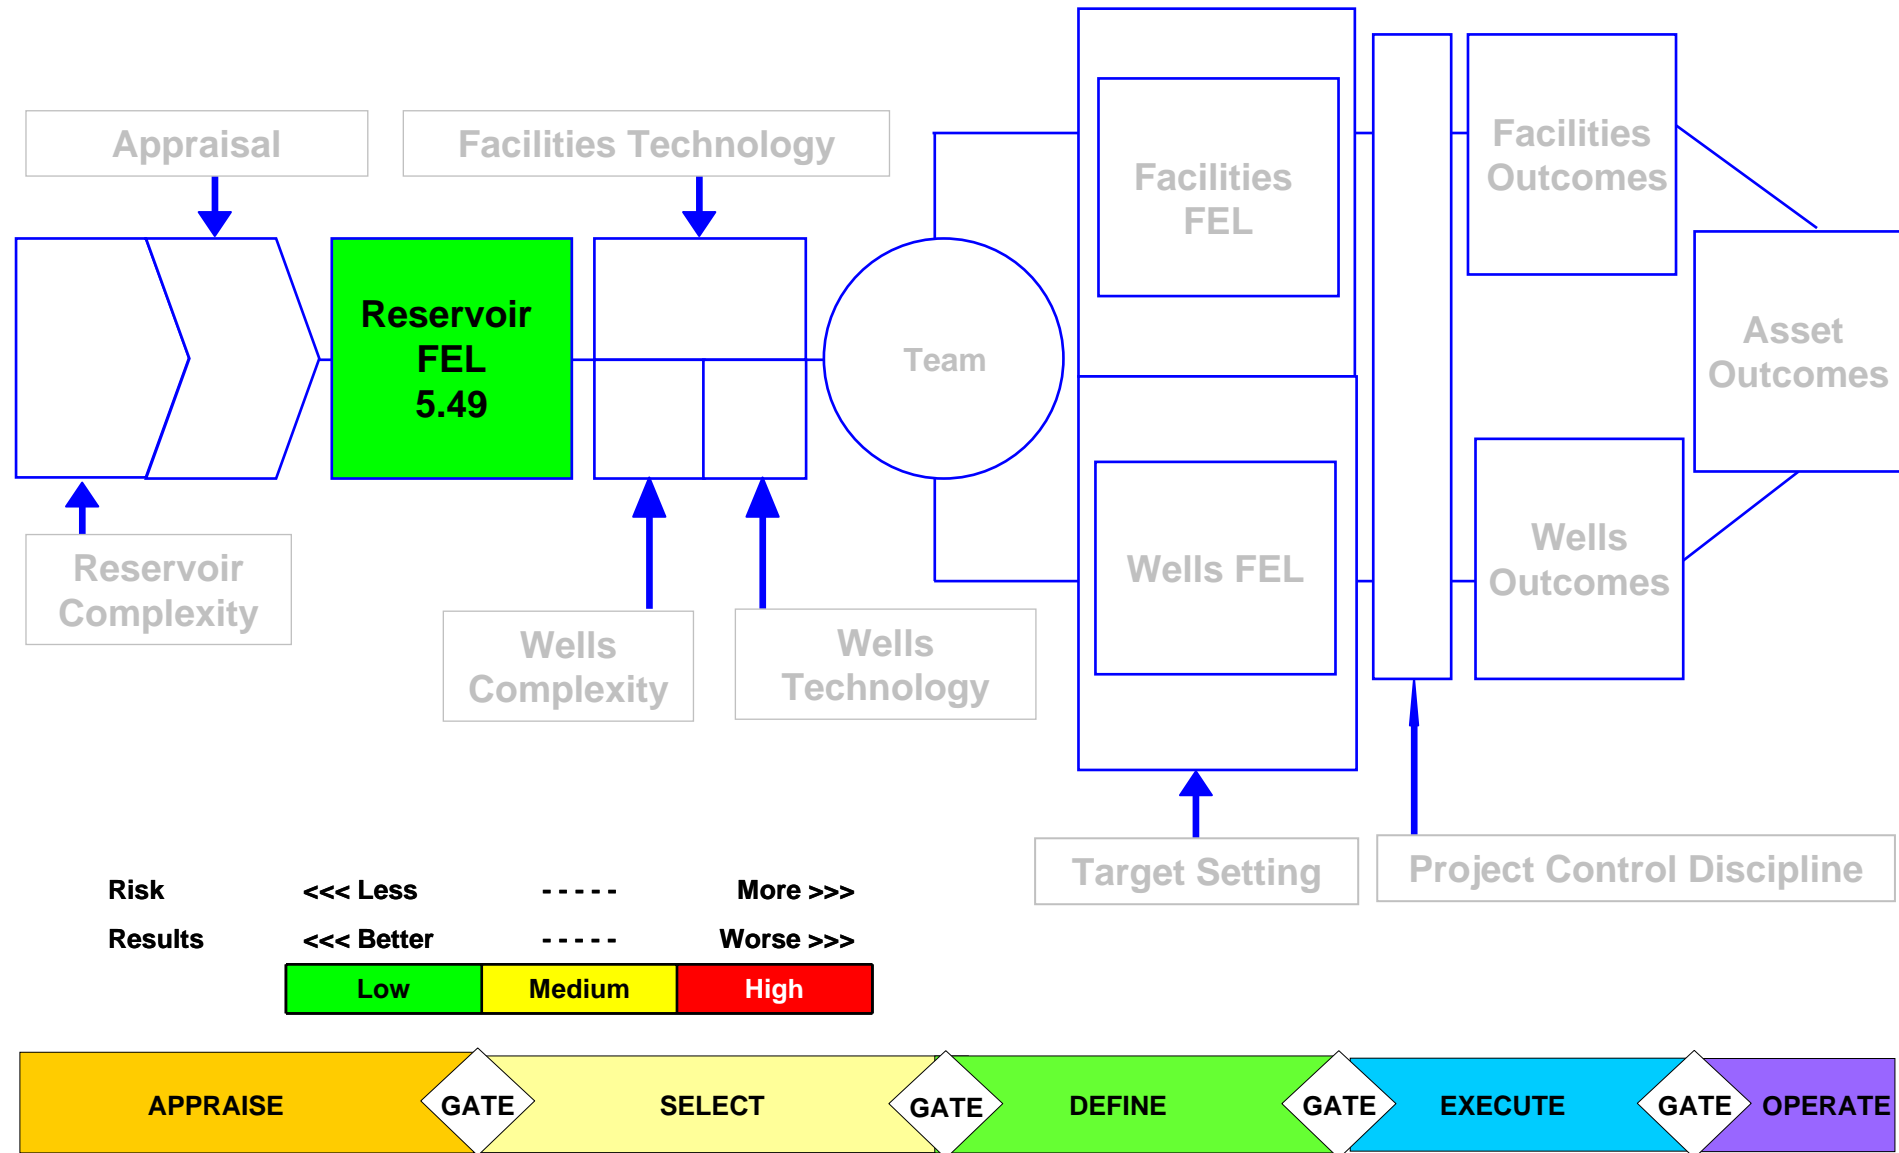 Appraisal
Facilities Technology
Facilities
Outcomes
Facilities
FEL
Reservoir
FEL
5.49
Team
Asset
Outcomes
Reservoir
Complexity
Wells
Complexity
Wells
Technology
Wells FEL
Wells
Outcomes
Target Setting
Project Control Discipline
Risk <<< Less - - - - - More >>>
Results <<< Better - - - - - Worse >>>
Low Medium High
APPRAISE GATE SELECT GATE DEFINE GATE EXECUTE GATE OPERATE